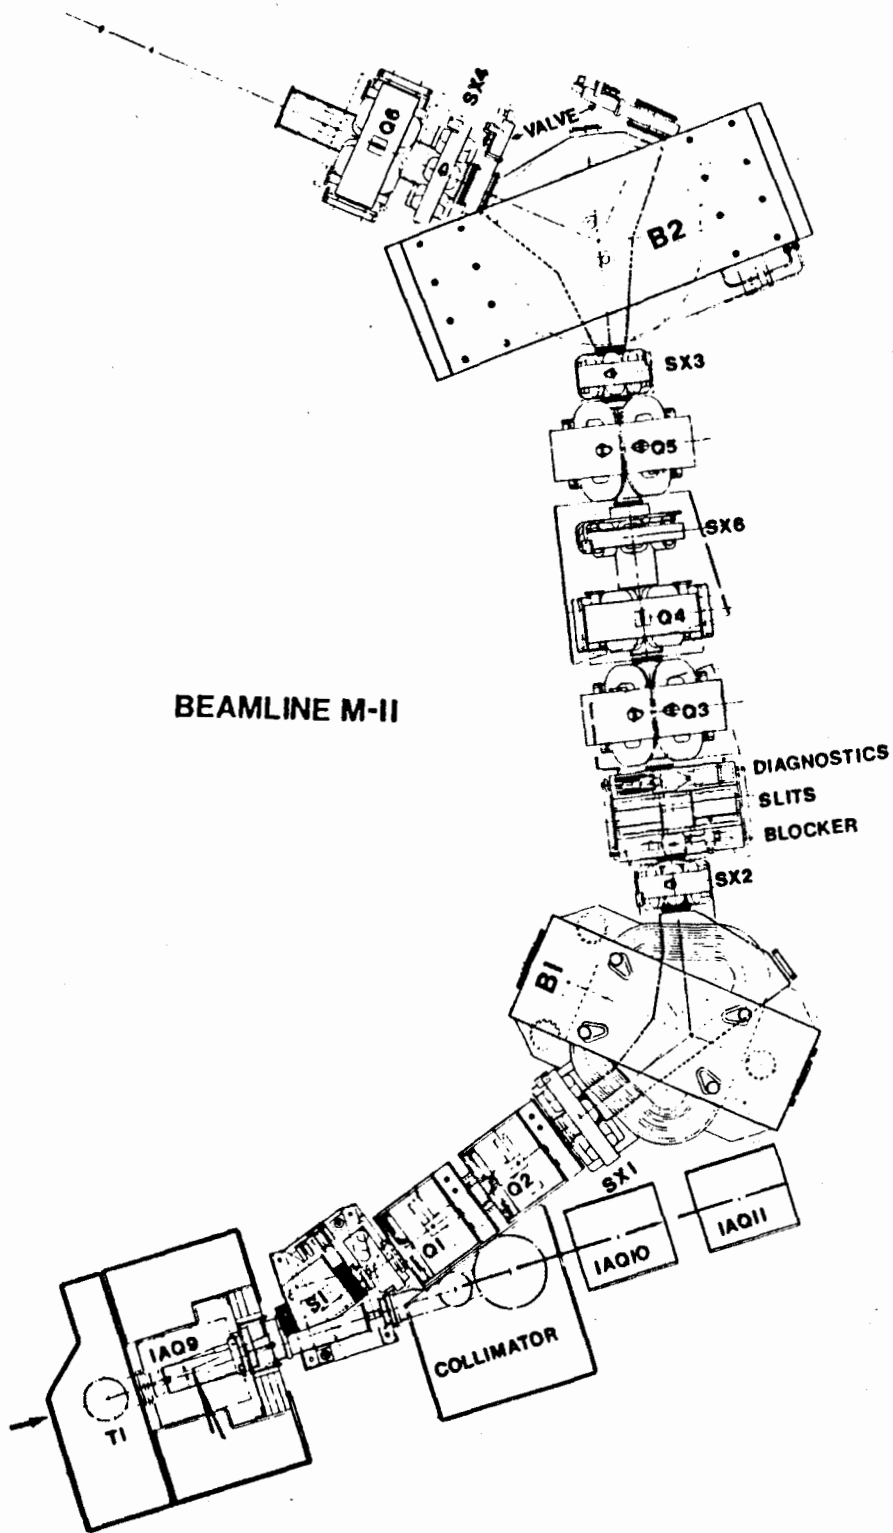 SX4
Q6
VALVE
B2
SX3
Q5
SX6
Q4
BEAMLINE M-II
Q3
DIAGNOSTICS
SLITS
BLOCKER
SX2
B1
Q2
SX1
Q1
S1
IAQ11
IAQ10
COLLIMATOR
IAQ9
T1